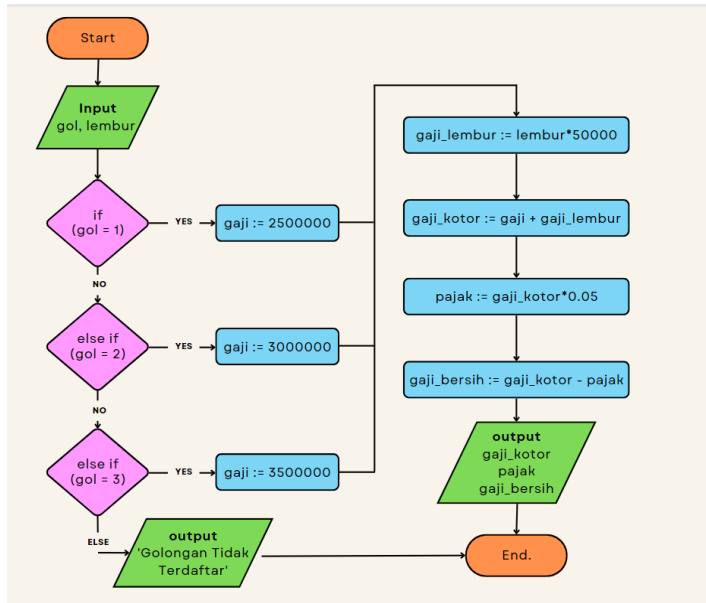 Start
Input
gol, lembur
if
(gol = 1)
YES
gaji := 2500000
NO
else if
(gol = 2)
YES
gaji := 3000000
NO
else if
(gol = 3)
YES
gaji := 3500000
ELSE
output
'Golongan Tidak
Terdaftar'
gaji_lembur := lembur*50000
gaji_kotor := gaji + gaji_lembur
pajak := gaji_kotor*0.05
gaji_bersih := gaji_kotor - pajak
output
gaji_kotor
pajak
gaji_bersih
End.